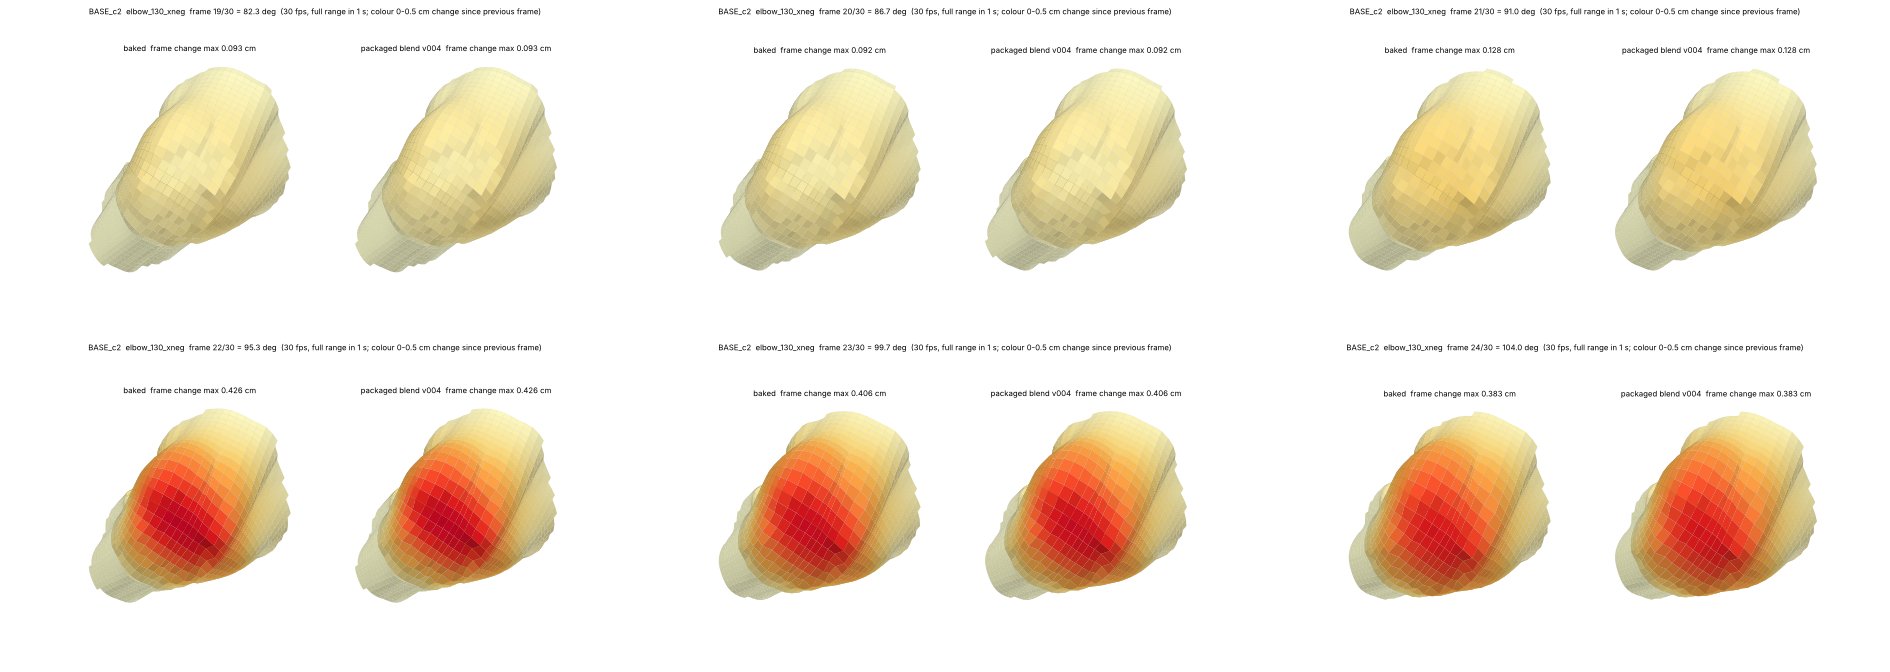 BASE_c2 elbow_130_xneg frame 19/30 = 82.3 deg (30 fps, full range in 1 s; colour 0-0.5 cm change since previous frame)
baked frame change max 0.093 cm
packaged blend v004 frame change max 0.093 cm
BASE_c2 elbow_130_xneg frame 20/30 = 86.7 deg (30 fps, full range in 1 s; colour 0-0.5 cm change since previous frame)
baked frame change max 0.092 cm
packaged blend v004 frame change max 0.092 cm
BASE_c2 elbow_130_xneg frame 21/30 = 91.0 deg (30 fps, full range in 1 s; colour 0-0.5 cm change since previous frame)
baked frame change max 0.128 cm
packaged blend v004 frame change max 0.128 cm
BASE_c2 elbow_130_xneg frame 22/30 = 95.3 deg (30 fps, full range in 1 s; colour 0-0.5 cm change since previous frame)
baked frame change max 0.426 cm
packaged blend v004 frame change max 0.426 cm
BASE_c2 elbow_130_xneg frame 23/30 = 99.7 deg (30 fps, full range in 1 s; colour 0-0.5 cm change since previous frame)
baked frame change max 0.406 cm
packaged blend v004 frame change max 0.406 cm
BASE_c2 elbow_130_xneg frame 24/30 = 104.0 deg (30 fps, full range in 1 s; colour 0-0.5 cm change since previous frame)
baked frame change max 0.383 cm
packaged blend v004 frame change max 0.383 cm